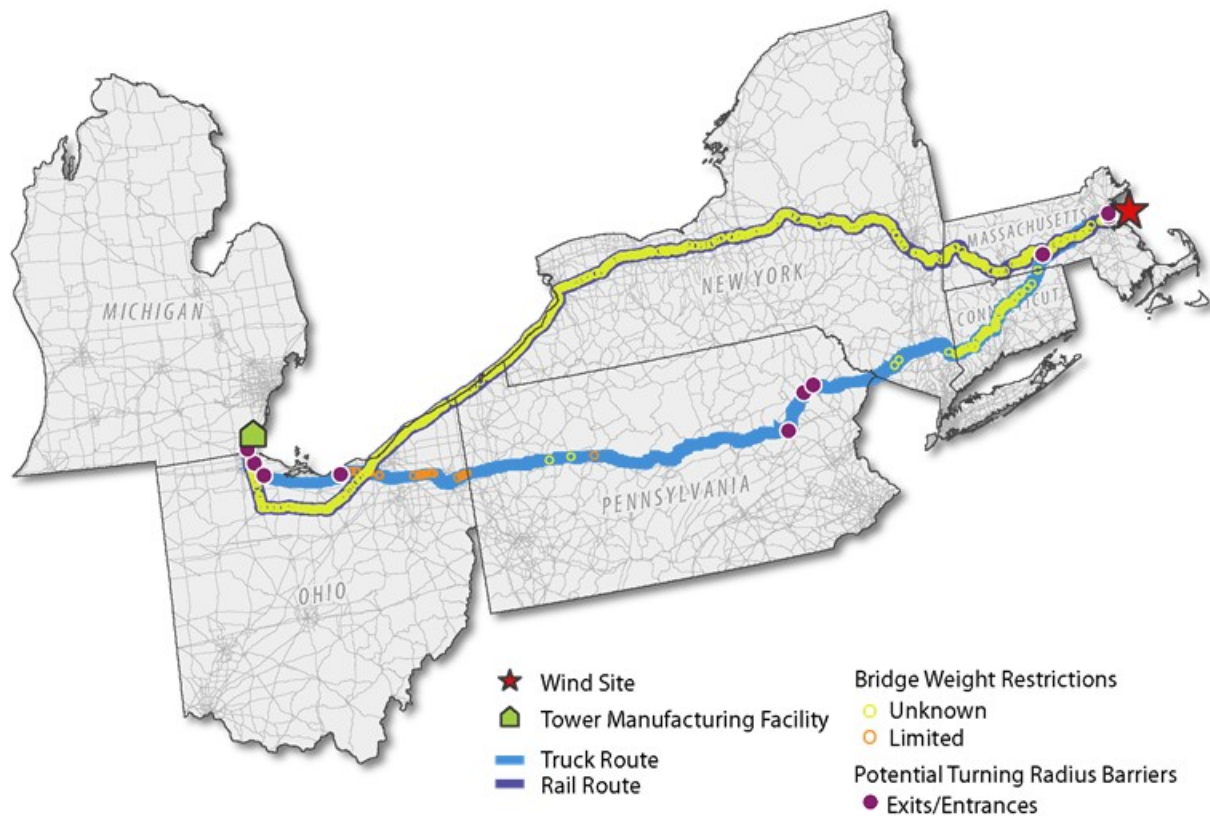 MICHIGAN
OHIO
PENNSYLVANIA
NEW YORK
MASSACHUSETTS
CONNECTICUT
Wind Site
Tower Manufacturing Facility
Truck Route
Rail Route
Bridge Weight Restrictions
Unknown
Limited
Potential Turning Radius Barriers
Exits/Entrances